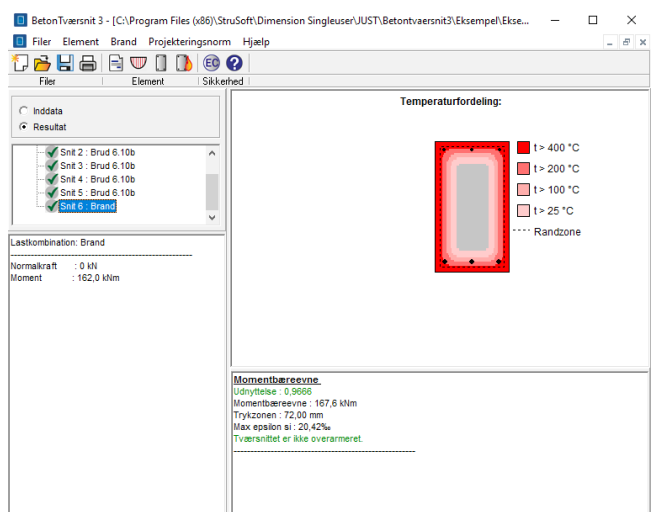 BetonTværsnit 3 - [C:\Program Files (x86)\StruSoft\Dimension Singleuser\JUST\Betontvaersnit3\Eksempel\Ekse...
Filer Element Brand Projekteringsnorm Hjælp
EC ?
Filer Element Sikkerhed
Inddata
Resultat
Snit 2 : Brud 6.10b
Snit 3 : Brud 6.10b
Snit 4 : Brud 6.10b
Snit 5 : Brud 6.10b
Snit 6 : Brand
Lastkombination: Brand
Normalkraft : 0 kN
Moment : 162,0 kNm
Temperaturfordeling:
t > 400 °C
t > 200 °C
t > 100 °C
t > 25 °C
Randzone
Momentbæreevne
Udnyttelse : 0,9666
Momentbæreevne : 167,6 kNm
Trykzonen : 72,00 mm
Max epsilon si : 20,42‰
Tværsnittet er ikke overarmeret.